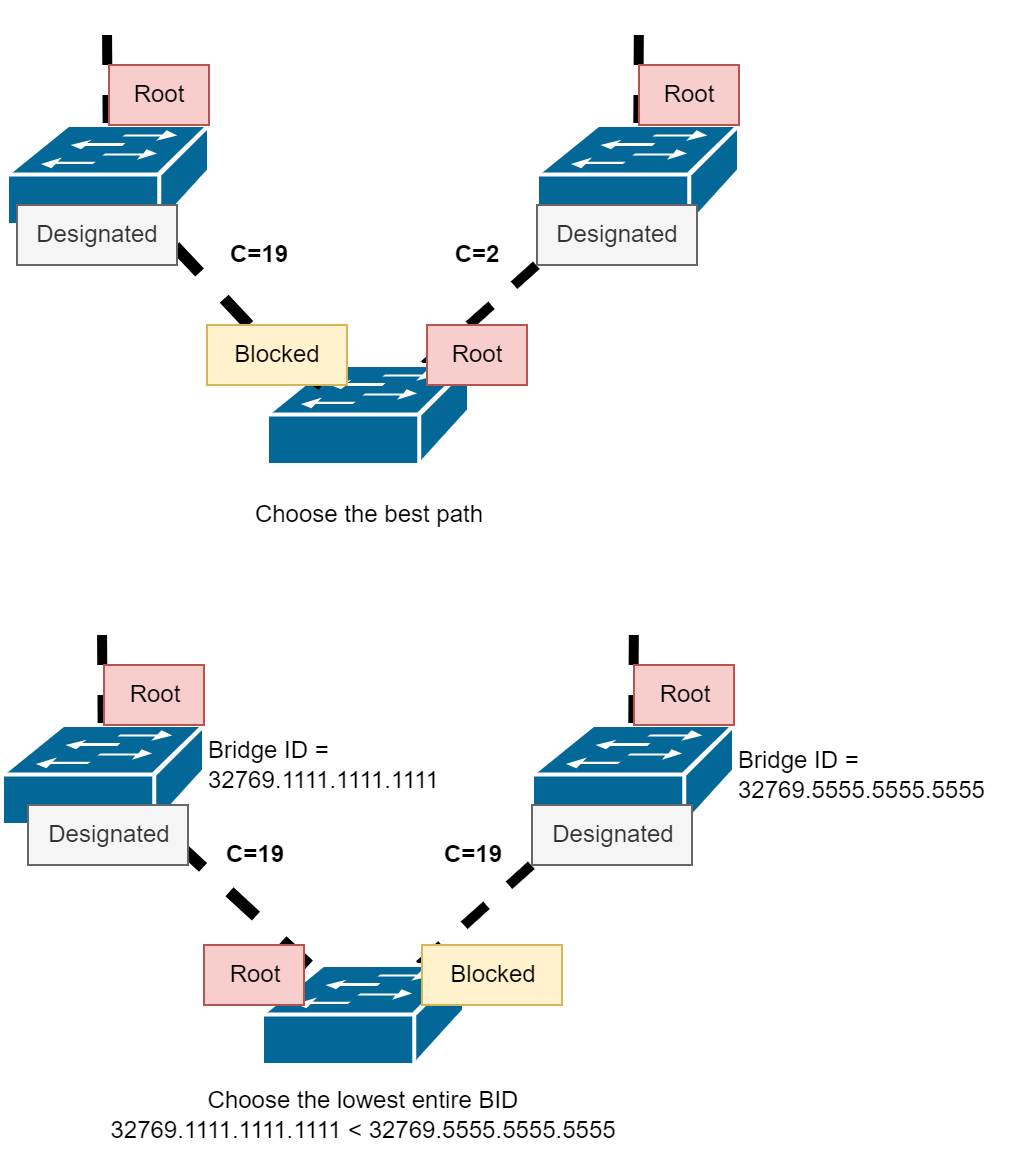 Root
Root
Designated
Designated
C=19
C=2
Blocked
Root
Choose the best path
Root
Root
Bridge ID =
32769.1111.1111.1111
Bridge ID =
32769.5555.5555.5555
Designated
Designated
C=19
C=19
Root
Blocked
Choose the lowest entire BID
32769.1111.1111.1111 < 32769.5555.5555.5555